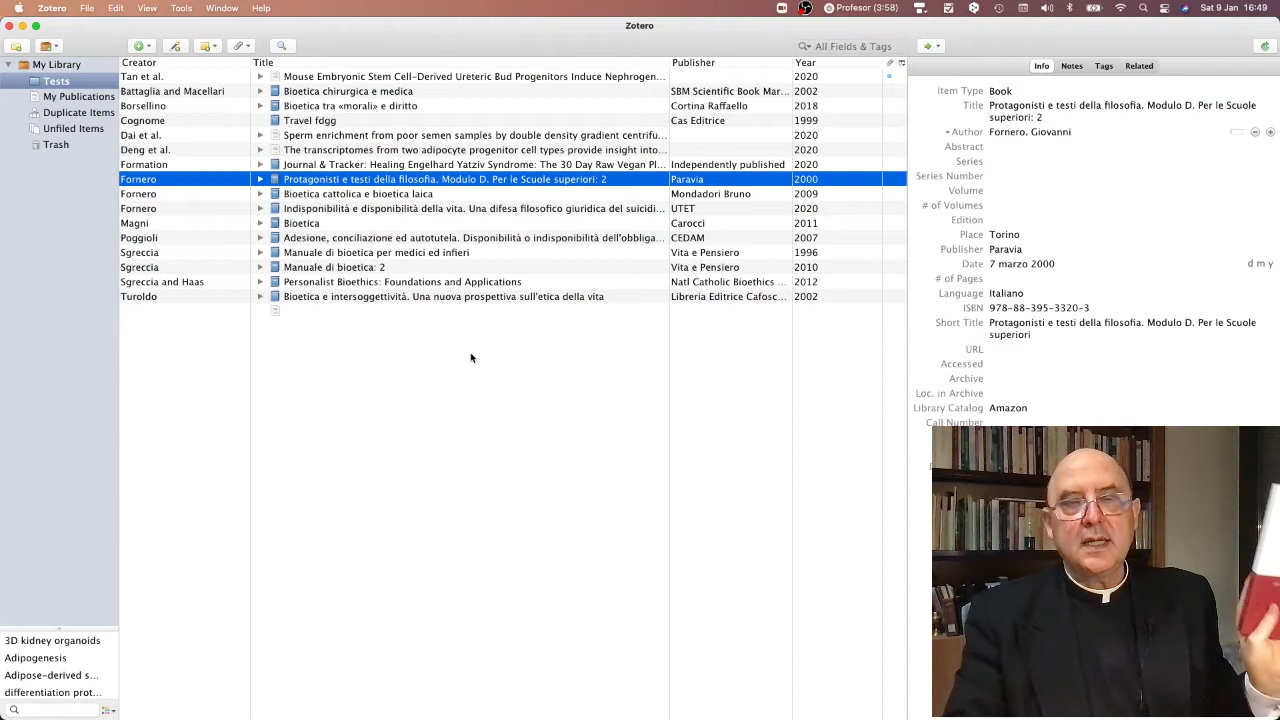 Zotero File Edit View Tools Window Help Profesor (3:58) Sat 9 Jan 16:49
Zotero
All Fields & Tags
My Library
Tests
My Publications
Duplicate Items
Unfiled Items
Trash
3D kidney organoids
Adipogenesis
Adipose-derived s...
differentiation prot...
Creator Title Publisher Year
Tan et al. Mouse Embryonic Stem Cell-Derived Ureteric Bud Progenitors Induce Nephrogen... 2020
Battaglia and Macellari Bioetica chirurgica e medica SBM Scientific Book Mar... 2002
Borsellino Bioetica tra «morali» e diritto Cortina Raffaello 2018
Cognome Travel fdgg Cas Editrice 1999
Dai et al. Sperm enrichment from poor semen samples by double density gradient centrifu... 2020
Deng et al. The transcriptomes from two adipocyte progenitor cell types provide insight into... 2020
Formation Journal & Tracker: Healing Engelhard Yatziv Syndrome: The 30 Day Raw Vegan Pl... Independently published 2020
Fornero Protagonisti e testi della filosofia. Modulo D. Per le Scuole superiori: 2 Paravia 2000
Fornero Bioetica cattolica e bioetica laica Mondadori Bruno 2009
Fornero Indisponibilità e disponibilità della vita. Una difesa filosofico giuridica del suicidi... UTET 2020
Magni Bioetica Carocci 2011
Poggioli Adesione, conciliazione ed autotutela. Disponibilità o indisponibilità dell'obbliga... CEDAM 2007
Sgreccia Manuale di bioetica per medici ed infieri Vita e Pensiero 1996
Sgreccia Manuale di bioetica: 2 Vita e Pensiero 2010
Sgreccia and Haas Personalist Bioethics: Foundations and Applications Natl Catholic Bioethics ... 2012
Turoldo Bioetica e intersoggettività. Una nuova prospettiva sull'etica della vita Libreria Editrice Cafosc... 2002
Info Notes Tags Related
Item Type Book
Title Protagonisti e testi della filosofia. Modulo D. Per le Scuole
superiori: 2
Author Fornero, Giovanni
Abstract
Series
Series Number
Volume
# of Volumes
Edition
Place Torino
Publisher Paravia
Date 7 marzo 2000 d m y
# of Pages
Language Italiano
ISBN 978-88-395-3320-3
Short Title Protagonisti e testi della filosofia. Modulo D. Per le Scuole
superiori
URL
Accessed
Archive
Loc. in Archive
Library Catalog Amazon
Call Number